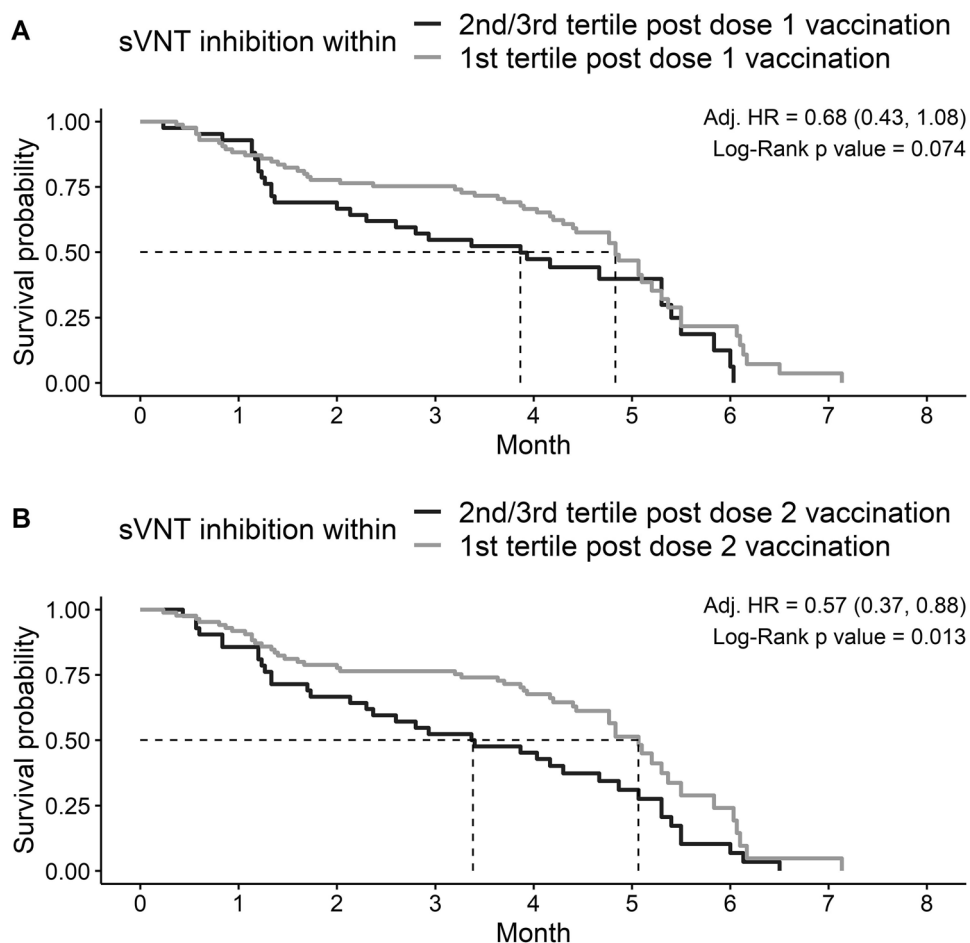 A
sVNT inhibition within
2nd/3rd tertile post dose 1 vaccination
1st tertile post dose 1 vaccination
Adj. HR = 0.68 (0.43, 1.08)
Log-Rank p value = 0.074
Survival probability
1.00
0.75
0.50
0.25
0.00
0 1 2 3 4 5 6 7 8
Month
B
sVNT inhibition within
2nd/3rd tertile post dose 2 vaccination
1st tertile post dose 2 vaccination
Adj. HR = 0.57 (0.37, 0.88)
Log-Rank p value = 0.013
Survival probability
1.00
0.75
0.50
0.25
0.00
0 1 2 3 4 5 6 7 8
Month